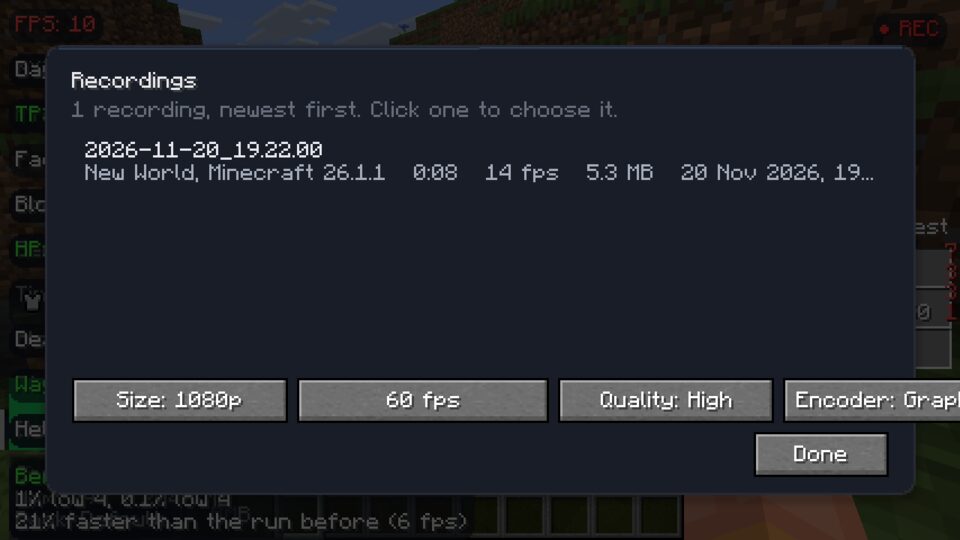 FPS: 10
REC
Recordings
1 recording, newest first. Click one to choose it.
2026-11-20_19.22.00
New World, Minecraft 26.1.1 0:08 14 fps 5.3 MB 20 Nov 2026, 19...
Size: 1080p
60 fps
Quality: High
Encoder: Grap
Done
1% low 4, 0.1% low 4
21% faster than the run before (6 fps)